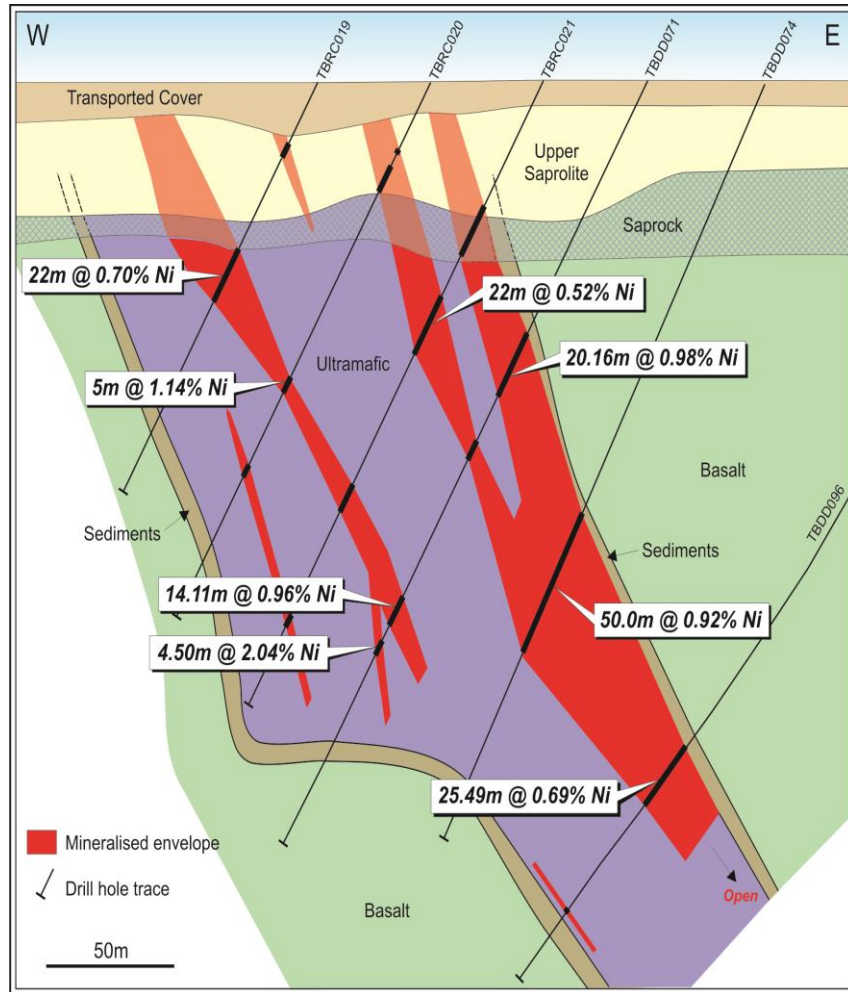 W
E
TBRC019
TBRC020
TBRC021
TBDD071
TBDD074
Transported Cover
Upper
Saprolite
Saprock
22m @ 0.70% Ni
22m @ 0.52% Ni
20.16m @ 0.98% Ni
Ultramafic
5m @ 1.14% Ni
Basalt
TBDD096
Sediments
Sediments
14.11m @ 0.96% Ni
50.0m @ 0.92% Ni
4.50m @ 2.04% Ni
25.49m @ 0.69% Ni
Mineralised envelope
Drill hole trace
Open
Basalt
50m